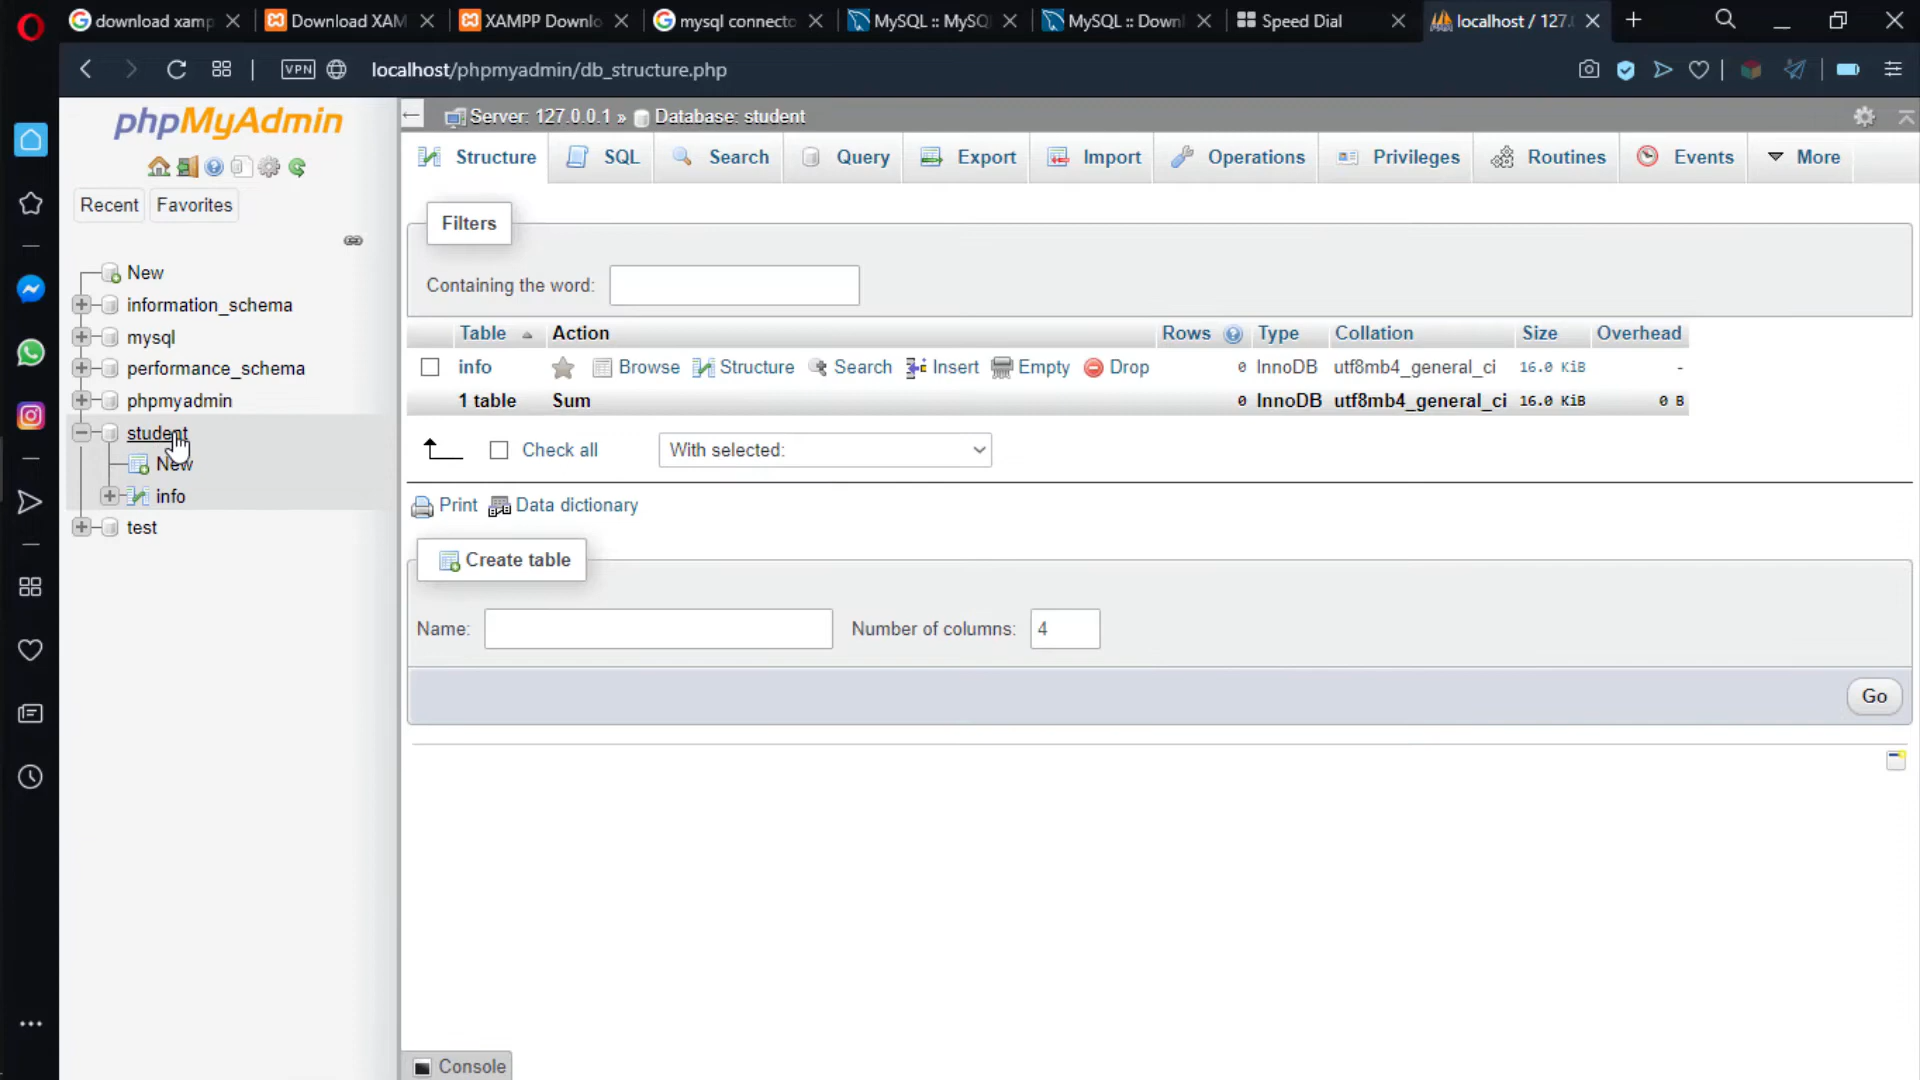 download xamp
Download XAM
XAMPP Downlo
mysql connecto
MySQL :: MySQ
MySQL :: Downl
Speed Dial
localhost / 127.
VPN
localhost/phpmyadmin/db_structure.php
phpMyAdmin
Recent
Favorites
New
information_schema
mysql
performance_schema
phpmyadmin
student
New
info
test
Server: 127.0.0.1 » Database: student
Structure
SQL
Search
Query
Export
Import
Operations
Privileges
Routines
Events
More
Filters
Containing the word:
Table Action Rows Type Collation Size Overhead
info Browse Structure Search Insert Empty Drop 0 InnoDB utf8mb4_general_ci 16.0 KiB -
1 table Sum 0 InnoDB utf8mb4_general_ci 16.0 KiB 0 B
Check all
With selected:
Print Data dictionary
Create table
Name:
Number of columns: 4
Go
Console